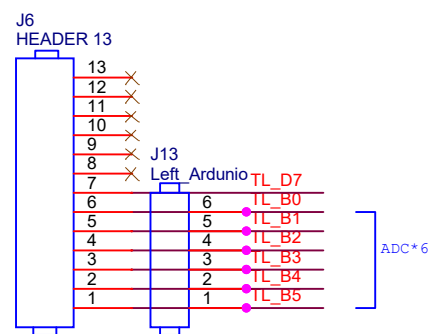 J6
HEADER 13
13
12
11
10
9
8
7
6
5
4
3
2
1
J13
Left_Ardunio
6
5
4
3
2
1
TL_D7
TL_B0
TL_B1
TL_B2
TL_B3
TL_B4
TL_B5
ADC*6